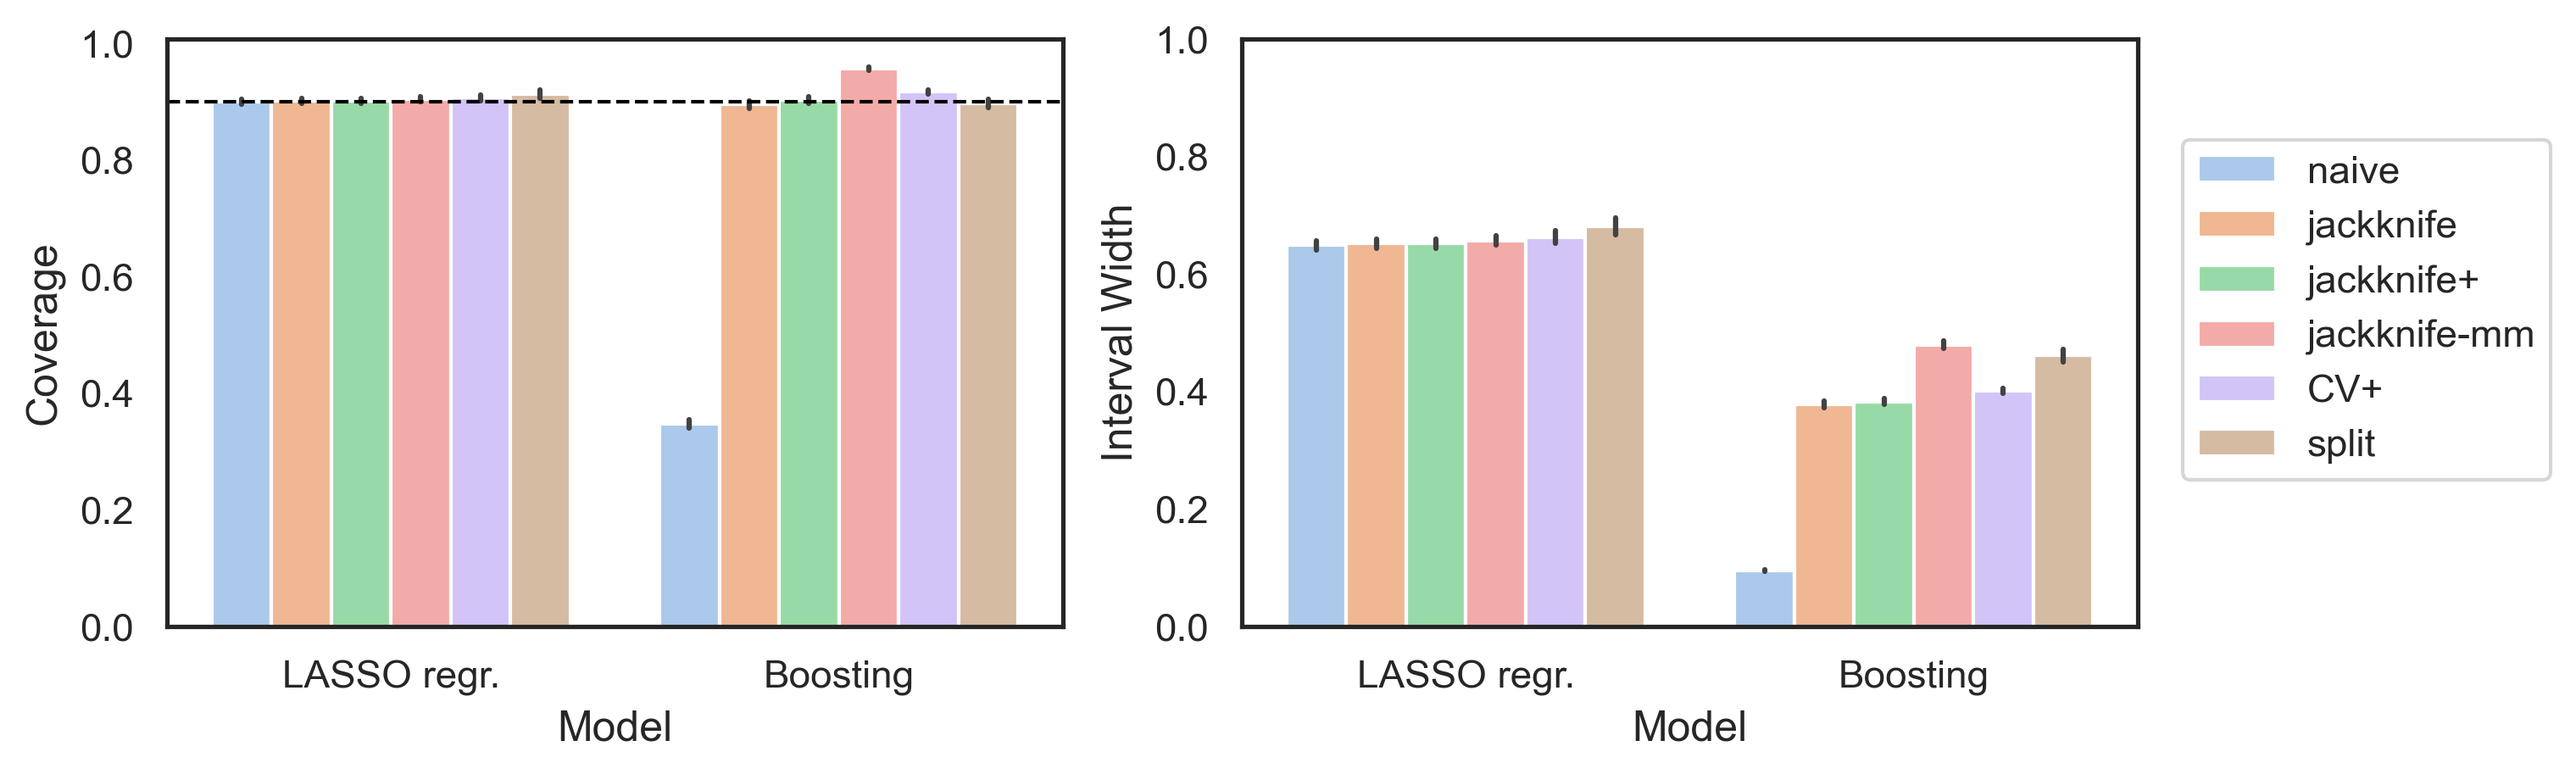 Coverage
1.0
0.8
0.6
0.4
0.2
0.0
LASSO regr.
Boosting
Model
Interval Width
1.0
0.8
0.6
0.4
0.2
0.0
LASSO regr.
Boosting
Model
naive
jackknife
jackknife+
jackknife-mm
CV+
split